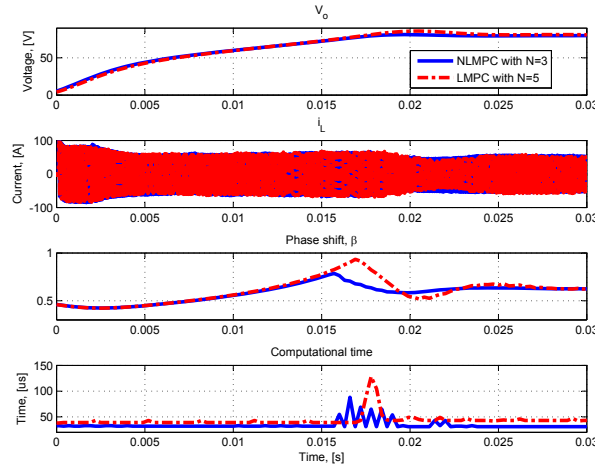 V_o
Voltage, [V]
50
0
0 0.005 0.01 0.015 0.02 0.025 0.03
NLMPC with N=3
LMPC with N=5
i_L
Current, [A]
100
0
-100
0 0.005 0.01 0.015 0.02 0.025 0.03
Phase shift, β
1
0.5
0 0.005 0.01 0.015 0.02 0.025 0.03
Computational time
Time, [us]
150
100
50
0 0.005 0.01 0.015 0.02 0.025 0.03
Time, [s]